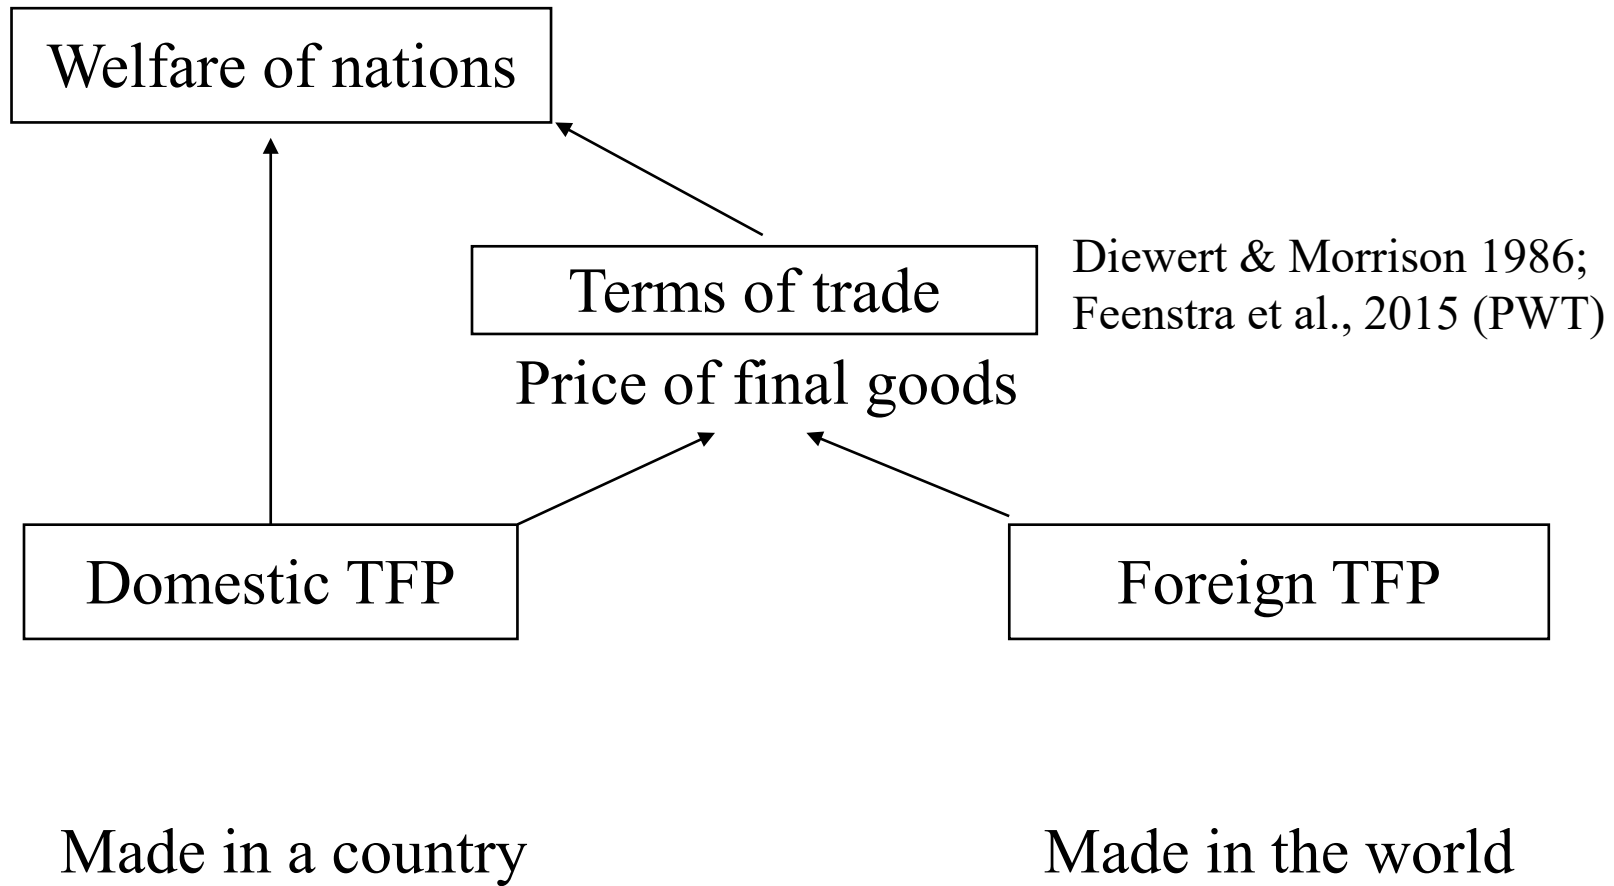 Welfare of nations
Terms of trade
Diewert & Morrison 1986;
Feenstra et al., 2015 (PWT)
Price of final goods
Domestic TFP
Foreign TFP
Made in a country
Made in the world